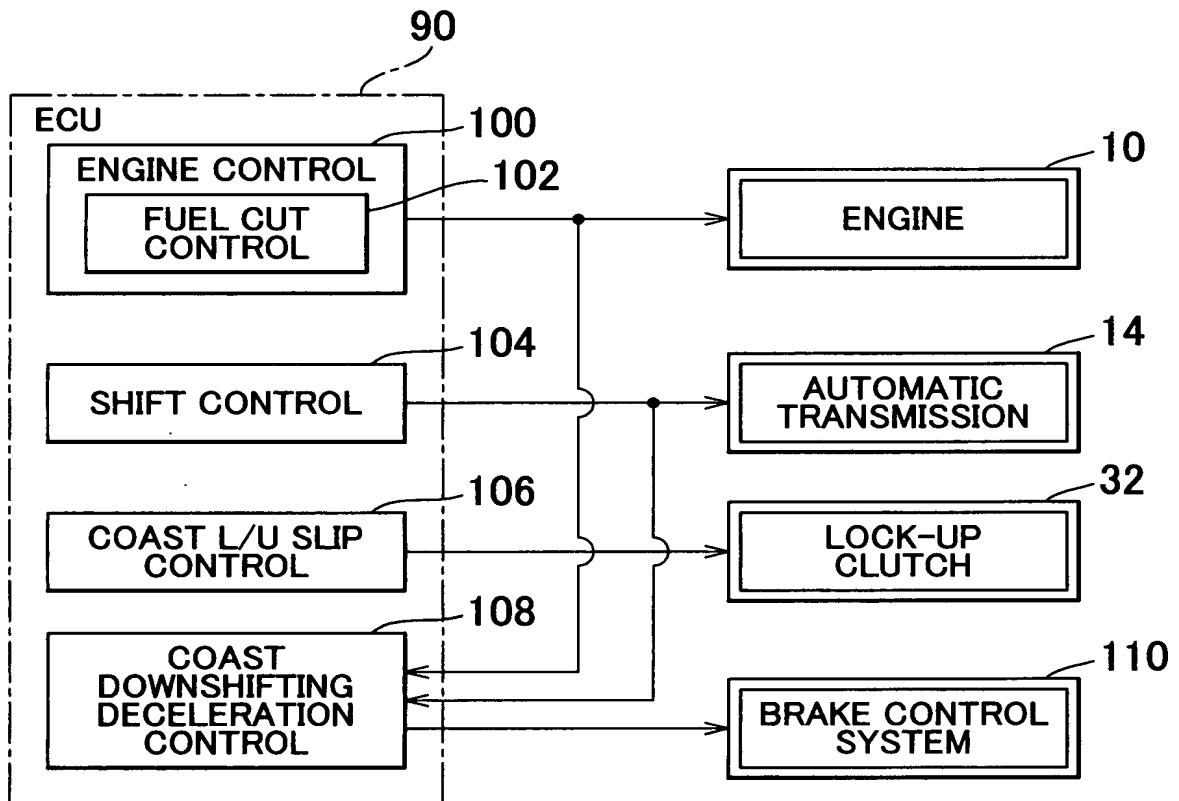 90
ECU
100
ENGINE CONTROL
102
FUEL CUT
CONTROL
10
ENGINE
104
SHIFT CONTROL
14
AUTOMATIC
TRANSMISSION
106
COAST L/U SLIP
CONTROL
32
LOCK-UP
CLUTCH
108
COAST
DOWNSHIFTING
DECELERATION
CONTROL
110
BRAKE CONTROL
SYSTEM